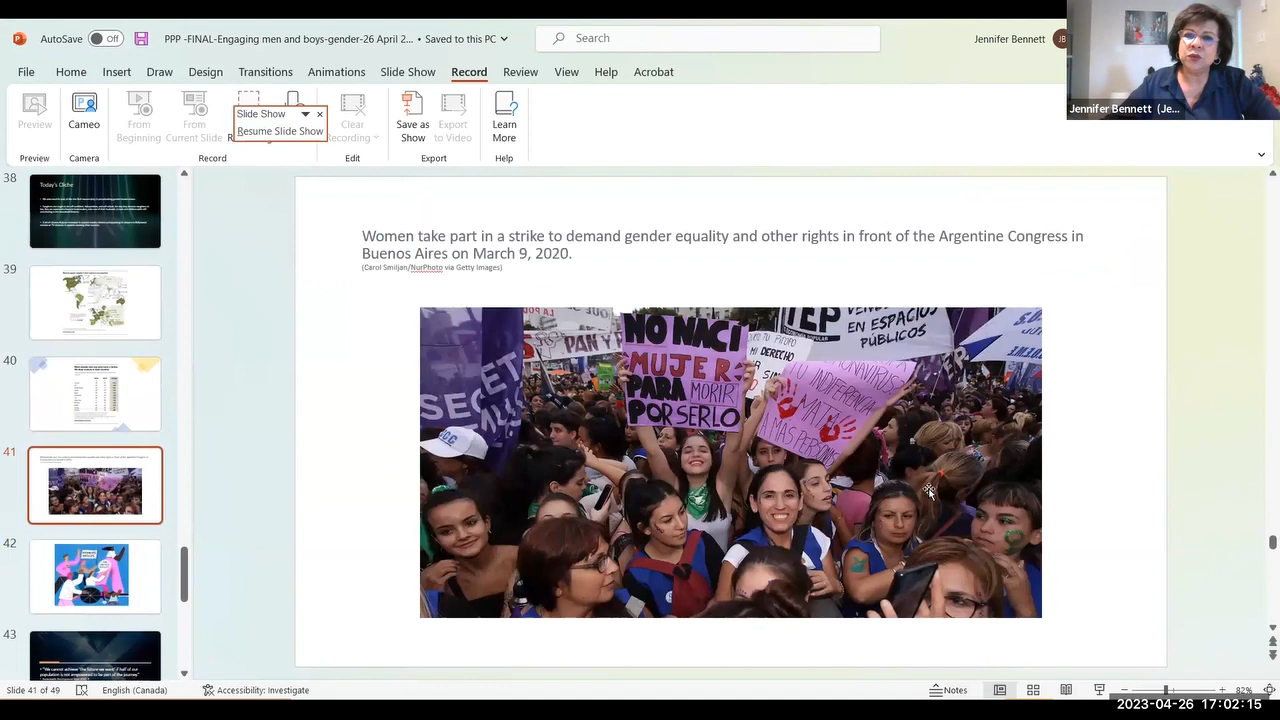 AutoSave Off PPP -FINAL-Engaging men and boys-gender-26 April 2... • Saved to this PC Search Jennifer Bennett JB
File Home Insert Draw Design Transitions Animations Slide Show Record Review View Help Acrobat
Jennifer Bennett (Je...
Preview Cameo From Beginning From Current Slide Clear Recording Save as Show Export to Video Learn More
Slide Show
Resume Slide Show
Preview Camera Record Edit Export Help
38
Today's Cliche
39
40
41
42
43
Women take part in a strike to demand gender equality and other rights in front of the Argentine Congress in
Buenos Aires on March 9, 2020.
(Carol Smiljan/NurPhoto via Getty Images)
NO NACÍ
MUJER
PARA MORIR
POR SERLO
PAN Y
MI DERECHO
EN ESPACIOS
PÚBLICOS
Slide 41 of 49 English (Canada) Accessibility: Investigate Notes 82%
2023-04-26 17:02:15